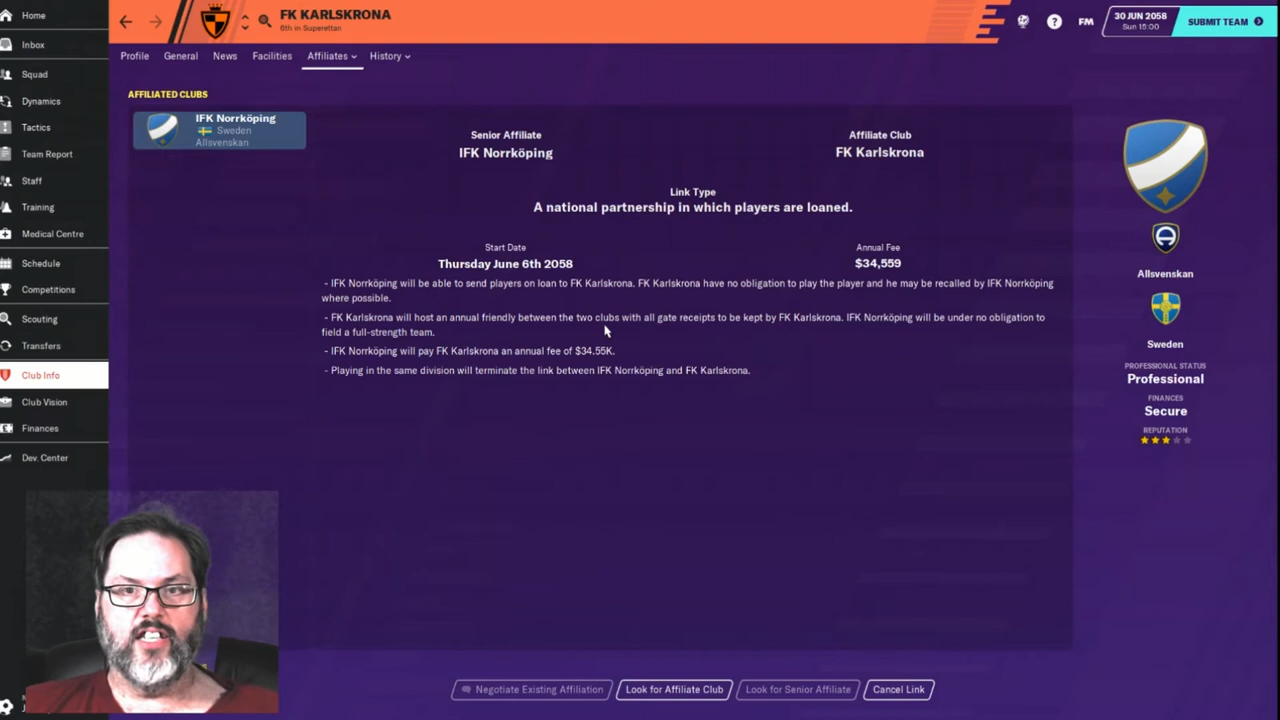 Home
Inbox
Squad
Dynamics
Tactics
Team Report
Staff
Training
Medical Centre
Schedule
Competitions
Scouting
Transfers
Club Info
Club Vision
Finances
Dev. Center
FK KARLSKRONA
6th in Superettan
FM
30 JUN 2058
Sun 15:00
SUBMIT TEAM
Profile
General
News
Facilities
Affiliates
History
AFFILIATED CLUBS
IFK Norrköping
Sweden
Allsvenskan
Senior Affiliate
IFK Norrköping
Affiliate Club
FK Karlskrona
Link Type
A national partnership in which players are loaned.
Start Date
Thursday June 6th 2058
Annual Fee
$34,559
- IFK Norrköping will be able to send players on loan to FK Karlskrona. FK Karlskrona have no obligation to play the player and he may be recalled by IFK Norrköping
where possible.
- FK Karlskrona will host an annual friendly between the two clubs with all gate receipts to be kept by FK Karlskrona. IFK Norrköping will be under no obligation to
field a full-strength team.
- IFK Norrköping will pay FK Karlskrona an annual fee of $34.55K.
- Playing in the same division will terminate the link between IFK Norrköping and FK Karlskrona.
Allsvenskan
Sweden
PROFESSIONAL STATUS
Professional
FINANCES
Secure
REPUTATION
Negotiate Existing Affiliation
Look for Affiliate Club
Look for Senior Affiliate
Cancel Link